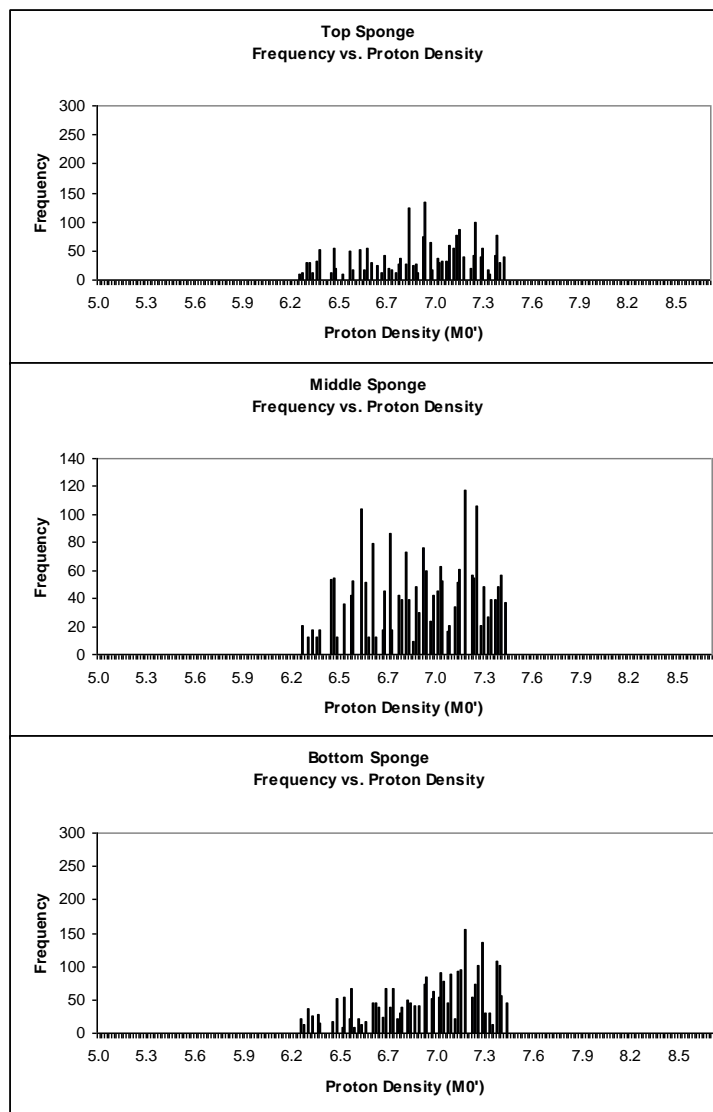 Top Sponge
Frequency vs. Proton Density
300
250
200
150
100
50
0
Frequency
5.0 5.3 5.6 5.9 6.2 6.5 6.7 7.0 7.3 7.6 7.9 8.2 8.5
Proton Density (M0')
Middle Sponge
Frequency vs. Proton Density
140
120
100
80
60
40
20
0
Frequency
5.0 5.3 5.6 5.9 6.2 6.5 6.7 7.0 7.3 7.6 7.9 8.2 8.5
Proton Density (M0')
Bottom Sponge
Frequency vs. Proton Density
300
250
200
150
100
50
0
Frequency
5.0 5.3 5.6 5.9 6.2 6.5 6.7 7.0 7.3 7.6 7.9 8.2 8.5
Proton Density (M0')